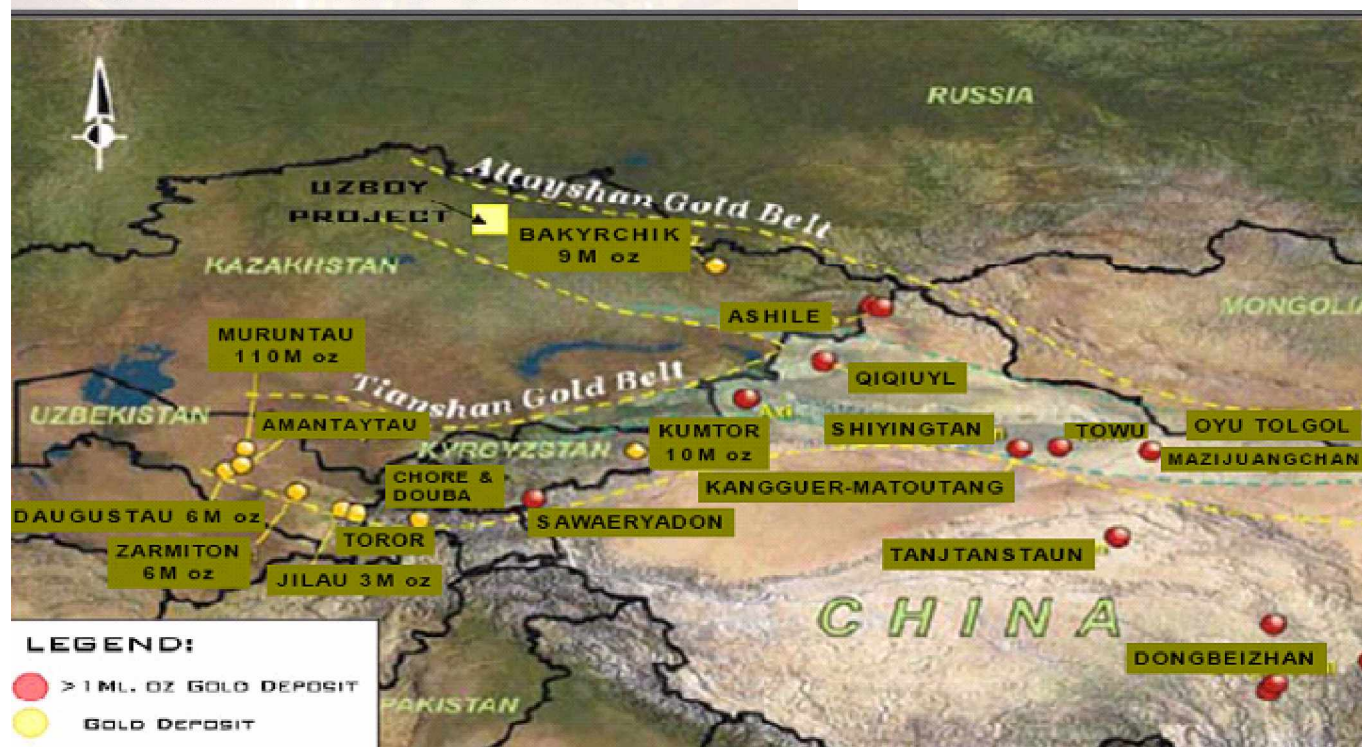 RUSSIA
Altayshan Gold Belt
UZBOY
PROJECT
BAKYRCHIK
9M oz
KAZAKHSTAN
MONGOLIA
ASHILE
MURUNTAU
110M oz
QIQIUYL
Tianshan Gold Belt
Axi
UZBEKISTAN
AMANTAYTAU
KYRGYZSTAN
KUMTOR
10M oz
SHIYINGTAN
TOWU
OYU TOLGOL
MAZIJUANGCHAN
CHORE &
DOUBA
KANGGUER-MATOUTANG
DAUGUSTAU 6M oz
SAWAERYADON
ZARMITON
6M oz
TOROR
JILAU 3M oz
TANJTANSTAUN
CHINA
DONGBEIZHAN
PAKISTAN
LEGEND:
>1ML. OZ GOLD DEPOSIT
GOLD DEPOSIT